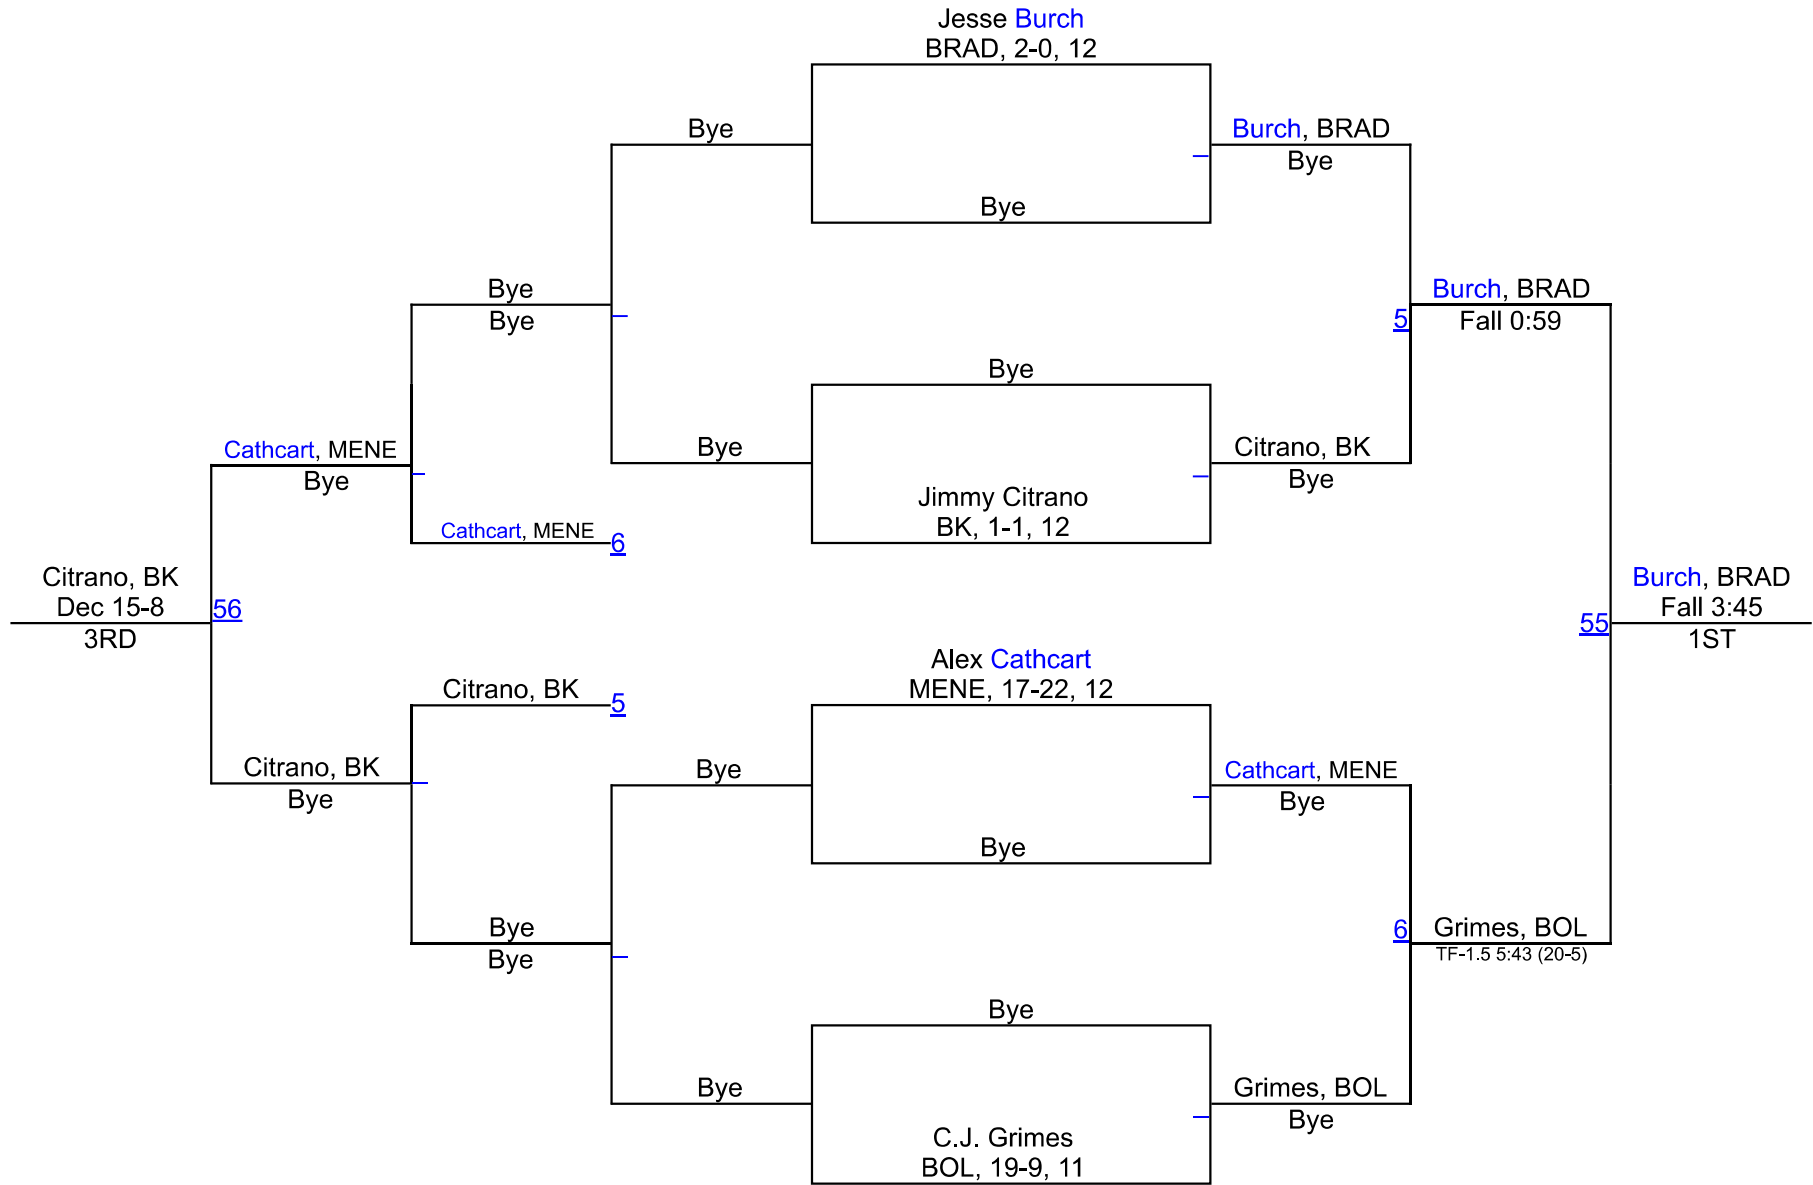 Jesse Burch
BRAD, 2-0, 12
Bye
Burch, BRAD
Bye
Bye
Bye
Bye
Burch, BRAD
5
Fall 0:59
Bye
Cathcart, MENE
Bye
Bye
Citrano, BK
Bye
Jimmy Citrano
BK, 1-1, 12
Cathcart, MENE
6
Citrano, BK
Dec 15-8
56
3RD
Burch, BRAD
Fall 3:45
55
1ST
Alex Cathcart
MENE, 17-22, 12
Citrano, BK
5
Citrano, BK
Bye
Bye
Cathcart, MENE
Bye
Bye
Bye
Bye
6
Grimes, BOL
TF-1.5 5:43 (20-5)
Bye
Bye
Grimes, BOL
Bye
C.J. Grimes
BOL, 19-9, 11